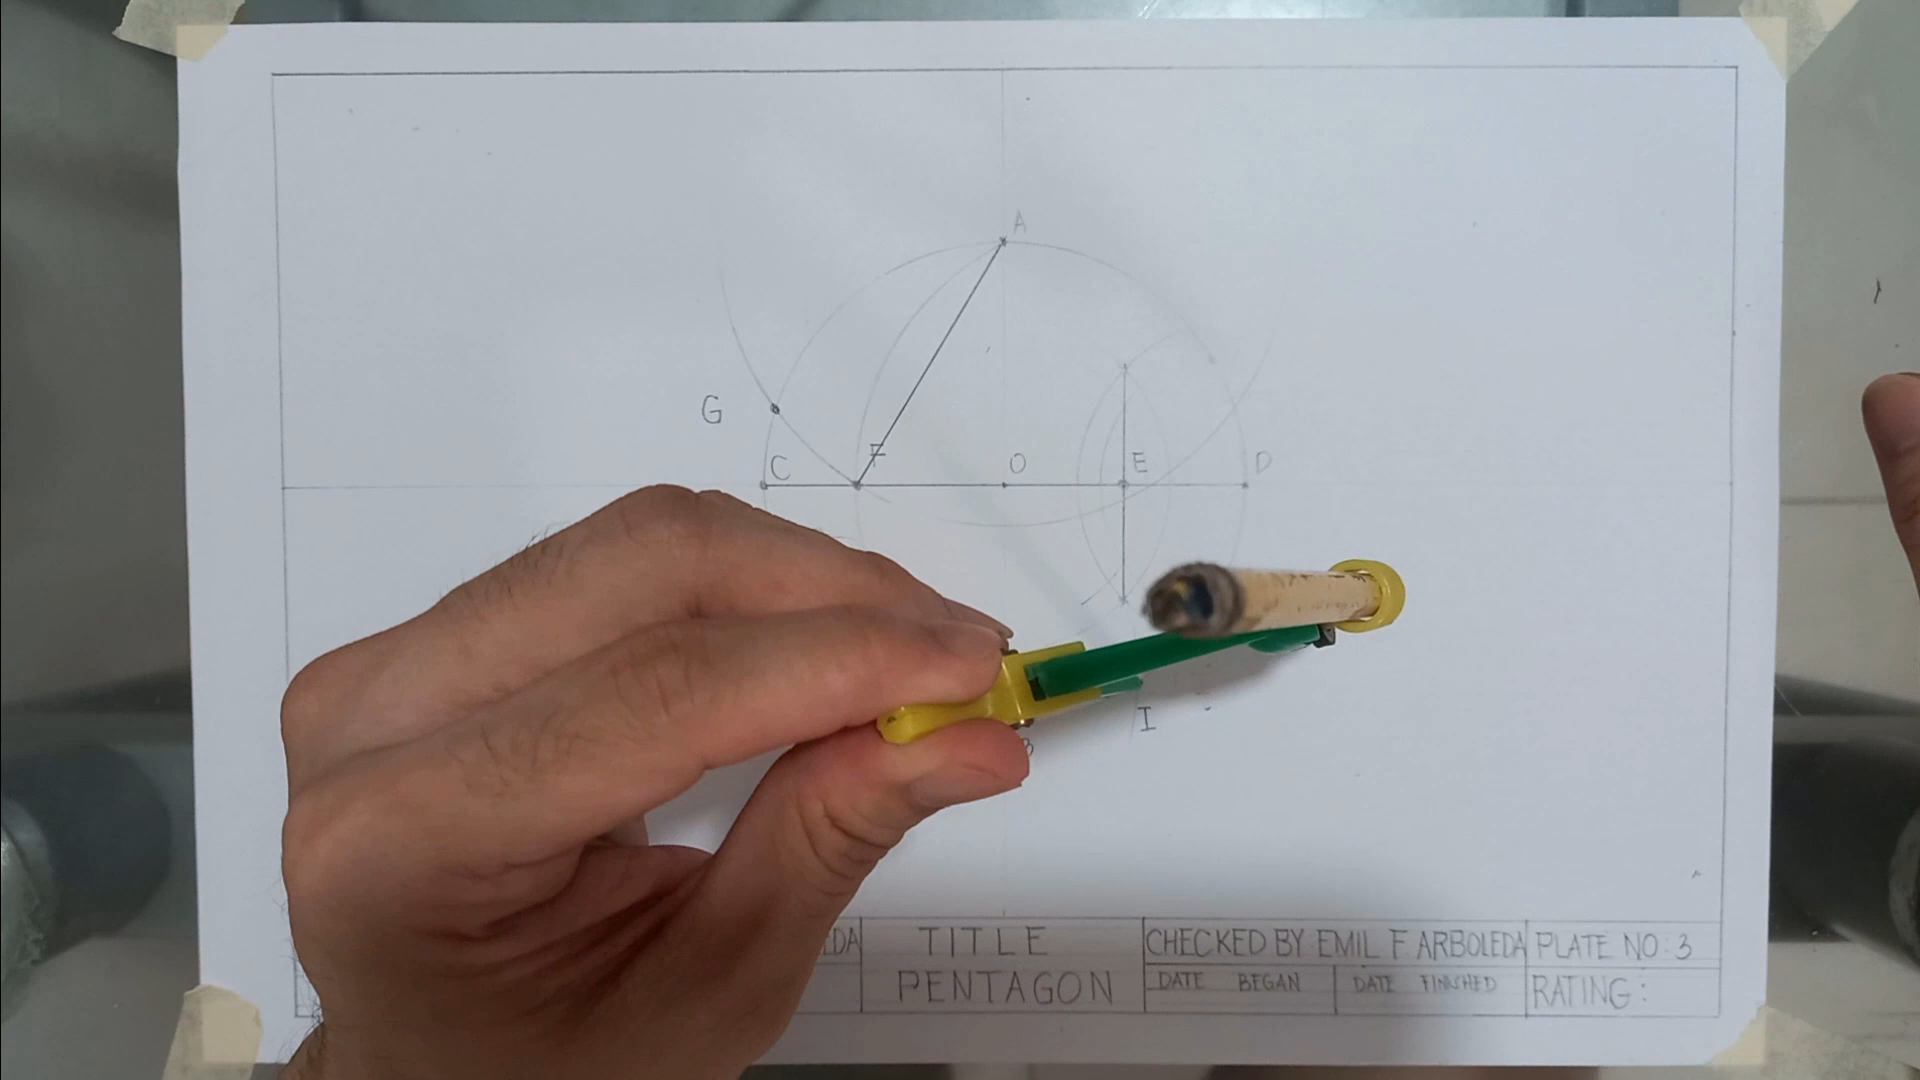 A
G
C
F
O
E
D
I
B
EDA
TITLE
PENTAGON
CHECKED BY EMIL F ARBOLEDA
DATE BEGAN
DATE FINISHED
PLATE NO: 3
RATING: